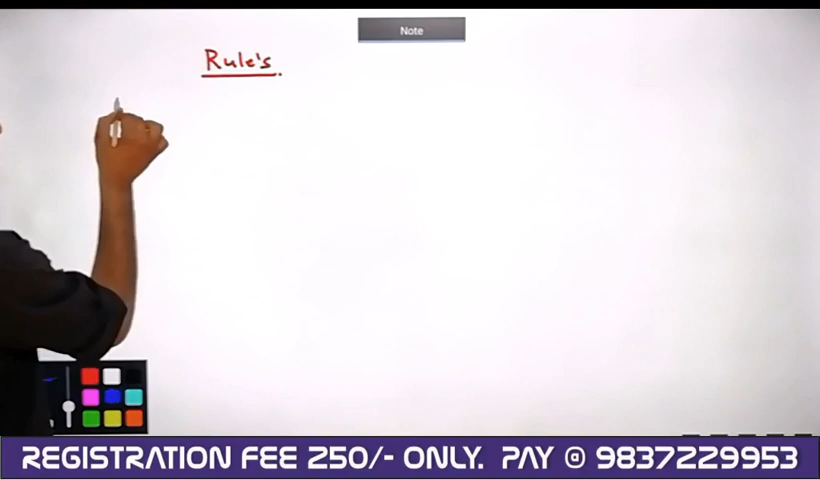 Note
Rule's.
REGISTRATION FEE 250/- ONLY. PAY @ 9837229953